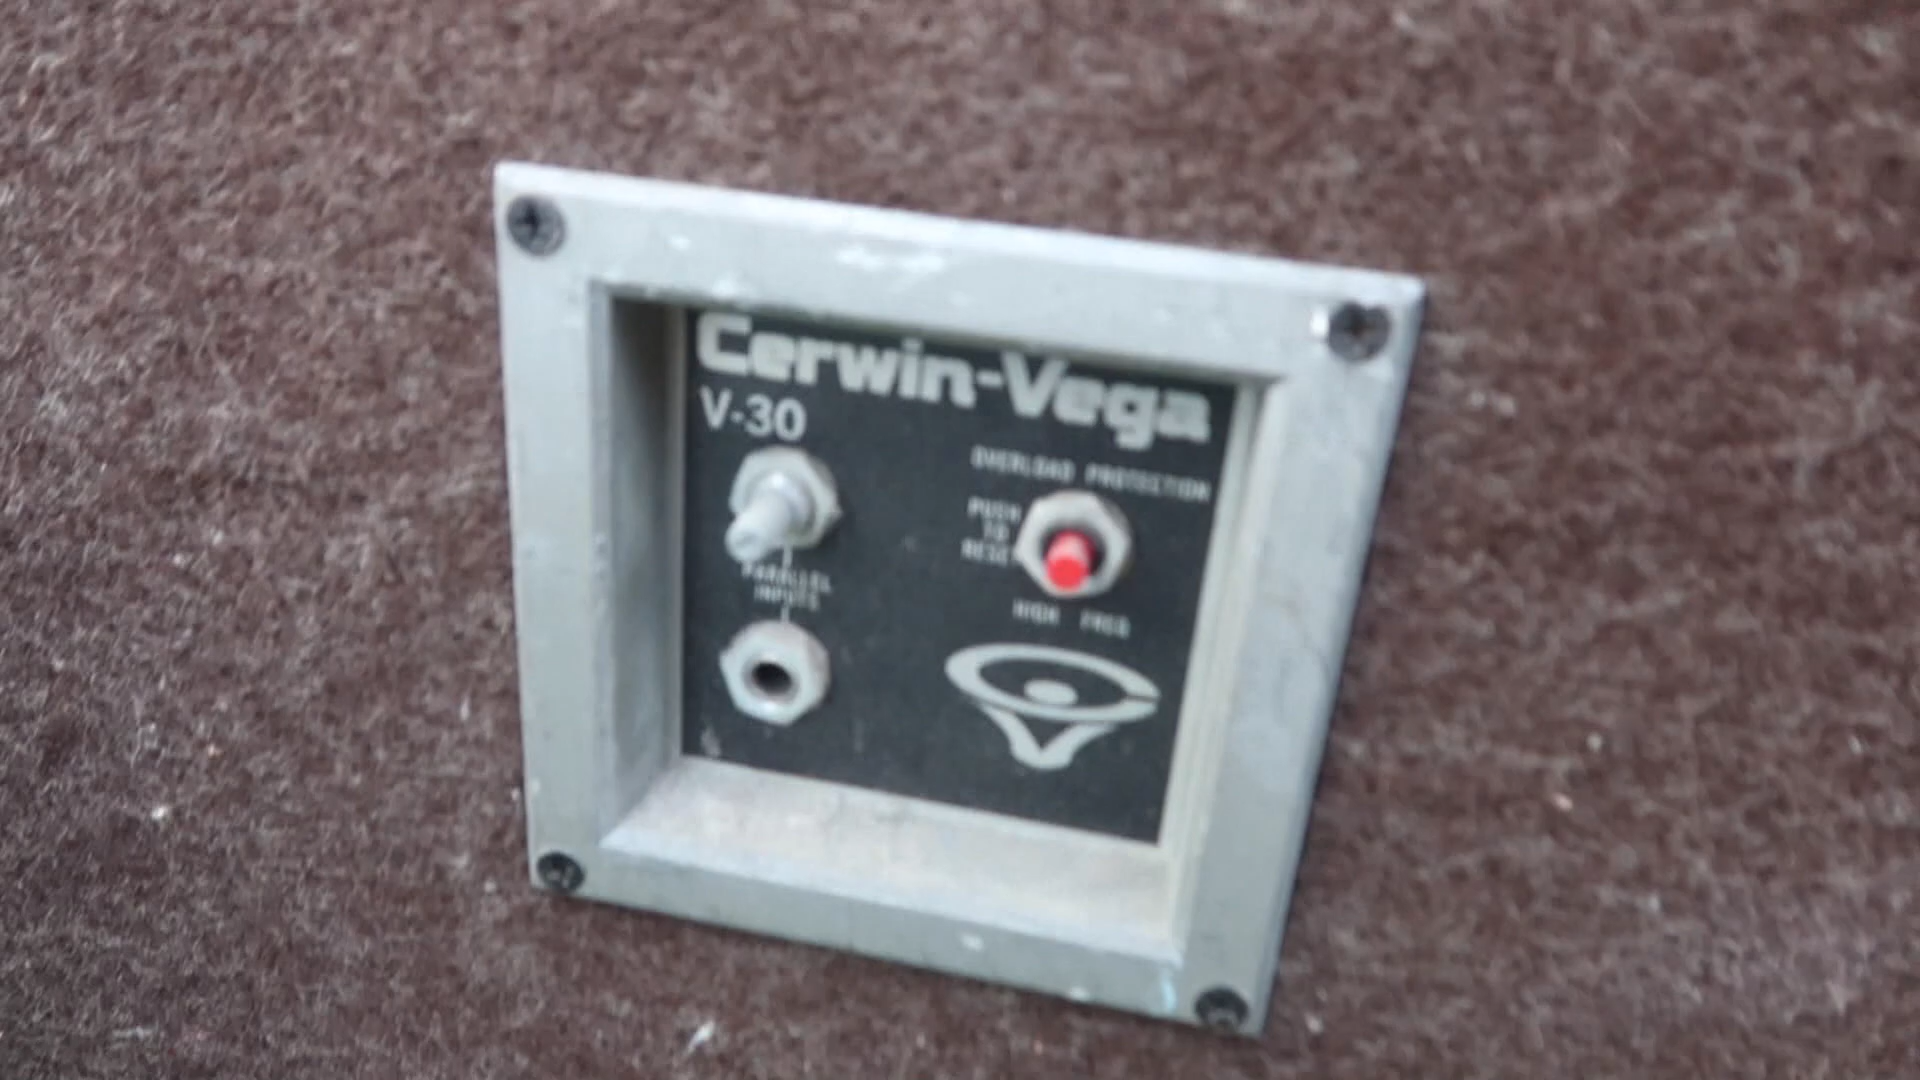 Cerwin-Vega
V-30
OVERLOAD PROTECTION
PUSH
TO
RESET
PARALLEL
INPUTS
HIGH FREQ